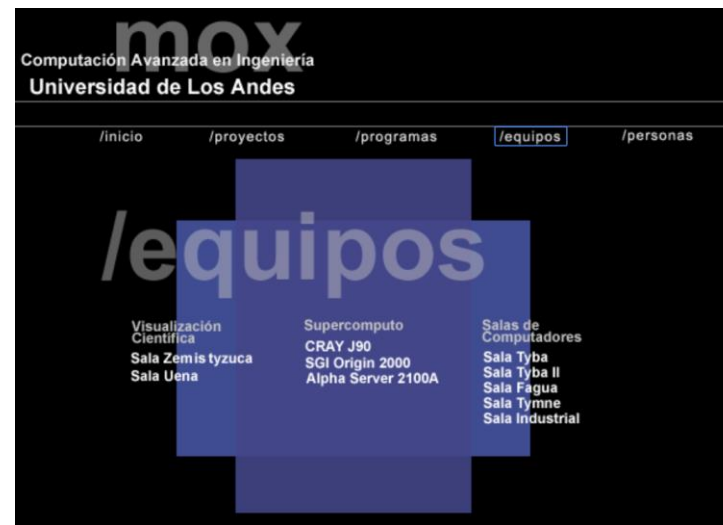 mox
Computación Avanzada en Ingeniería
Universidad de Los Andes
/inicio /proyectos /programas /equipos /personas
/equipos
Visualización
Científica
Sala Zemistyzuca
Sala Uena
Supercomputo
CRAY J90
SGI Origin 2000
Alpha Server 2100A
Salas de
Computadores
Sala Tyba
Sala Tyba II
Sala Fagua
Sala Tymne
Sala Industrial